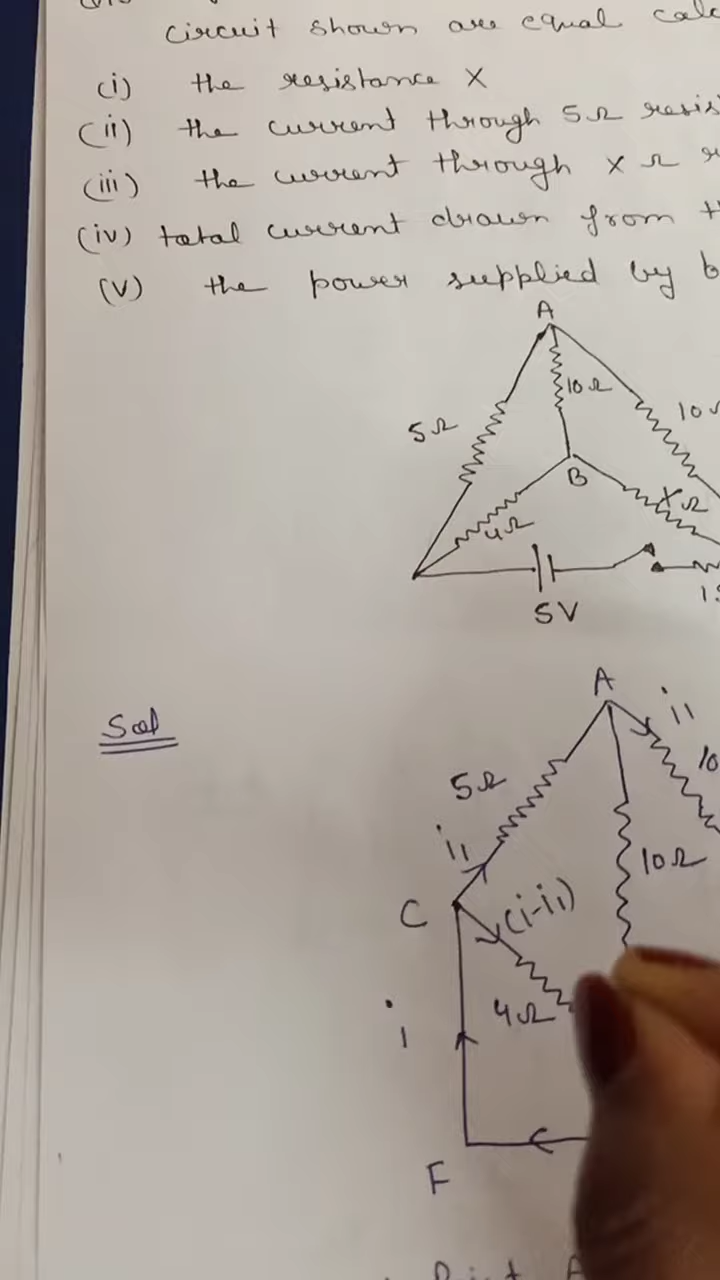 circuit shown are equal
(i) the resistance X
(ii) the current through 5Ω
(iii) the current through X Ω
(iv) total current drawn from
(v) the power supplied by
A
10Ω
5Ω
10
B
XΩ
4Ω
5V
Sol
A
i1
5Ω
10
i1
10Ω
C
(i-i1)
4Ω
i
F